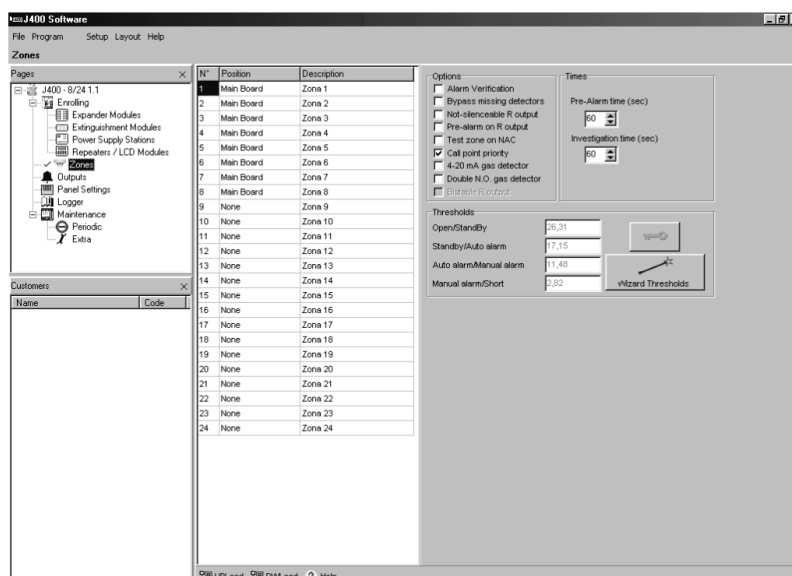 J400 Software
File Program Setup Layout Help
Zones
Pages
J400 - 8/24 1.1
Enrolling
Expander Modules
Extinguishment Modules
Power Supply Stations
Repeaters / LCD Modules
Zones
Outputs
Panel Settings
Logger
Maintenance
Periodic
Extra
Customers
Name Code
N° Position Description
1 Main Board Zona 1
2 Main Board Zona 2
3 Main Board Zona 3
4 Main Board Zona 4
5 Main Board Zona 5
6 Main Board Zona 6
7 Main Board Zona 7
8 Main Board Zona 8
9 None Zona 9
10 None Zona 10
11 None Zona 11
12 None Zona 12
13 None Zona 13
14 None Zona 14
15 None Zona 15
16 None Zona 16
17 None Zona 17
18 None Zona 18
19 None Zona 19
20 None Zona 20
21 None Zona 21
22 None Zona 22
23 None Zona 23
24 None Zona 24
Options
Alarm Verification
Bypass missing detectors
Not-silenceable R output
Pre-alarm on R output
Test zone on NAC
Call point priority
4-20 mA gas detector
Double N.O. gas detector
Bistable R output
Times
Pre-Alarm time (sec)
60
Investigation time (sec)
60
Thresholds
Open/StandBy 26,31
Standby/Auto alarm 17,15
Auto alarm/Manual alarm 11,48
Manual alarm/Short 2,82
Wizard Thresholds
Help